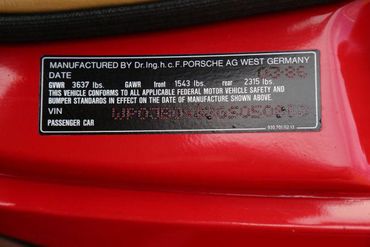 MANUFACTURED BY Dr.Ing.h.c.F.PORSCHE AG WEST GERMANY
DATE 03-86
GVWR 3637 lbs. GAWR front 1543 lbs. rear 2315 lbs
THIS VEHICLE CONFORMS TO ALL APPLICABLE FEDERAL MOTOR VEHICLE SAFETY AND
BUMPER STANDARDS IN EFFECT ON THE DATE OF MANUFACTURE SHOWN ABOVE
VIN
PASSENGER CAR